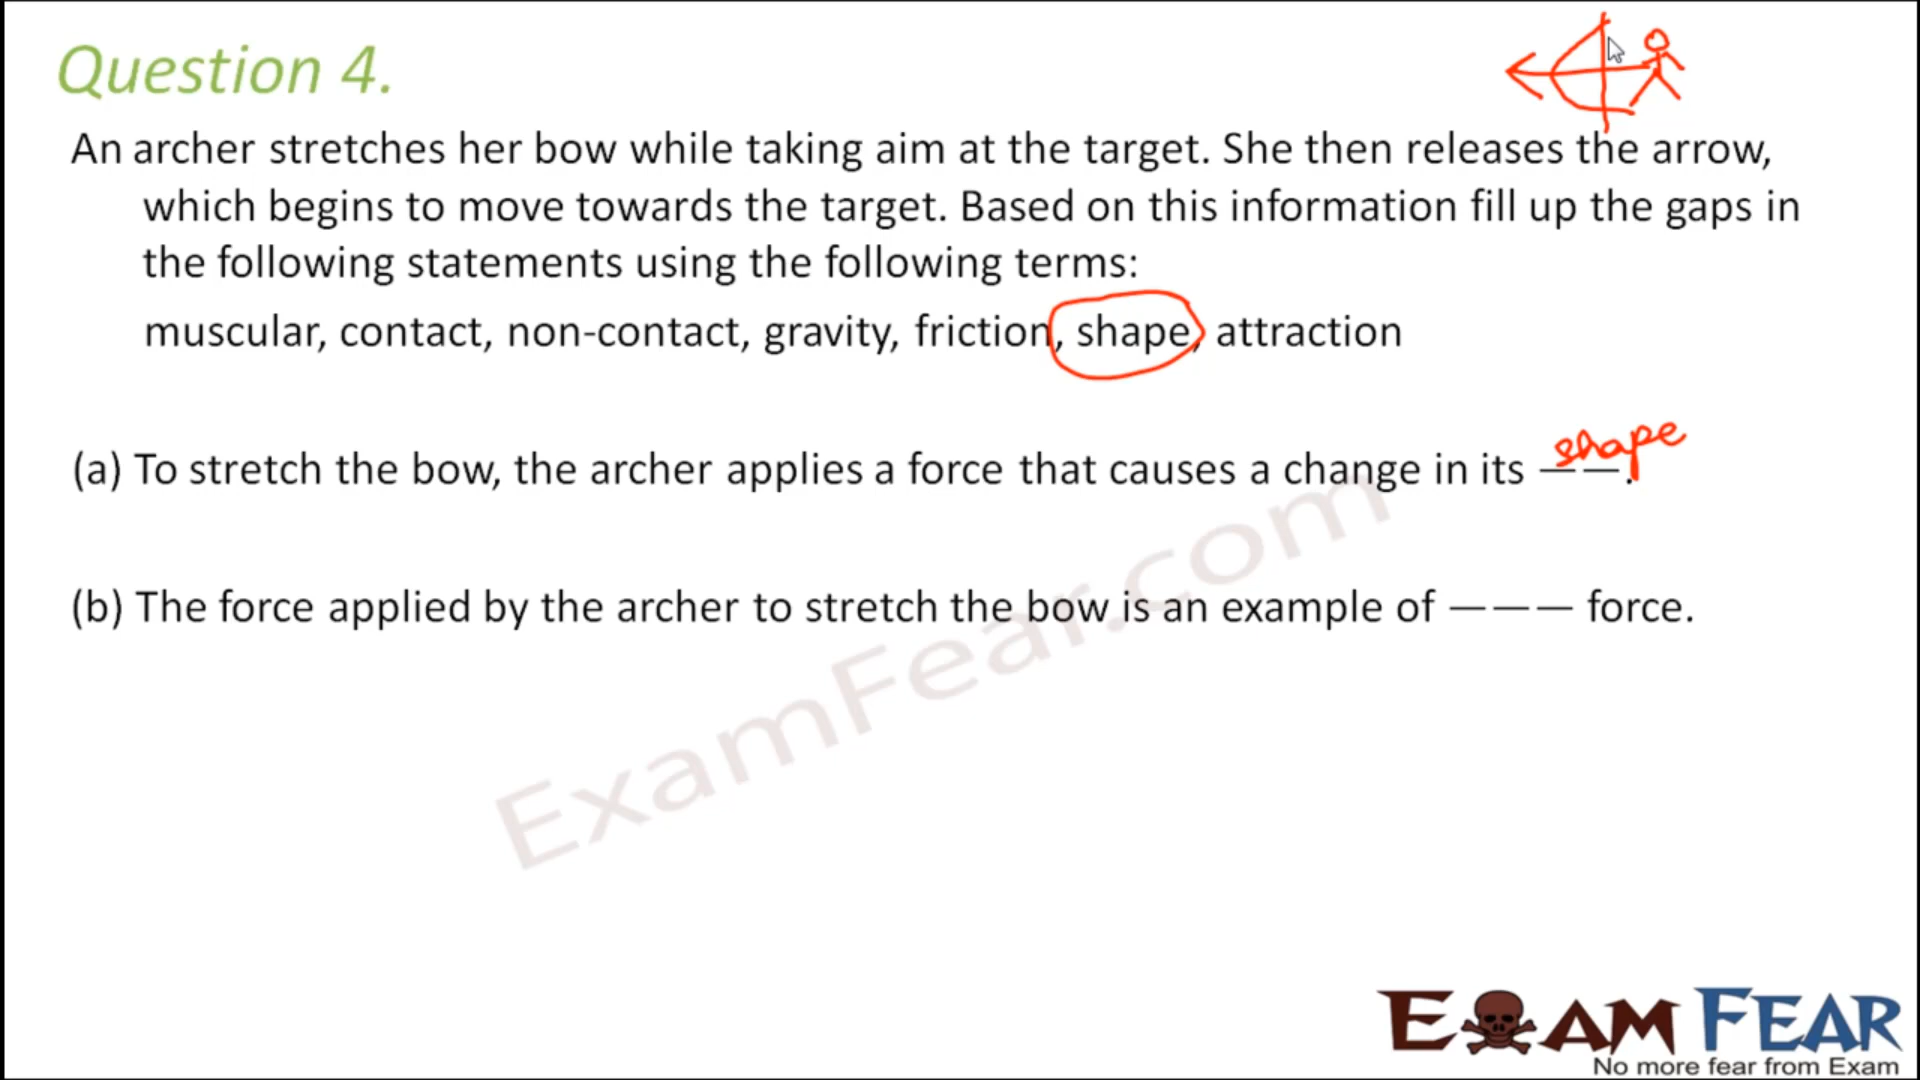 Question 4.
An archer stretches her bow while taking aim at the target. She then releases the arrow,
which begins to move towards the target. Based on this information fill up the gaps in
the following statements using the following terms:
muscular, contact, non-contact, gravity, friction, shape, attraction
(a) To stretch the bow, the archer applies a force that causes a change in its — —. shape
(b) The force applied by the archer to stretch the bow is an example of — — — force.
ExamFear.com
EXAMFEAR
No more fear from Exam